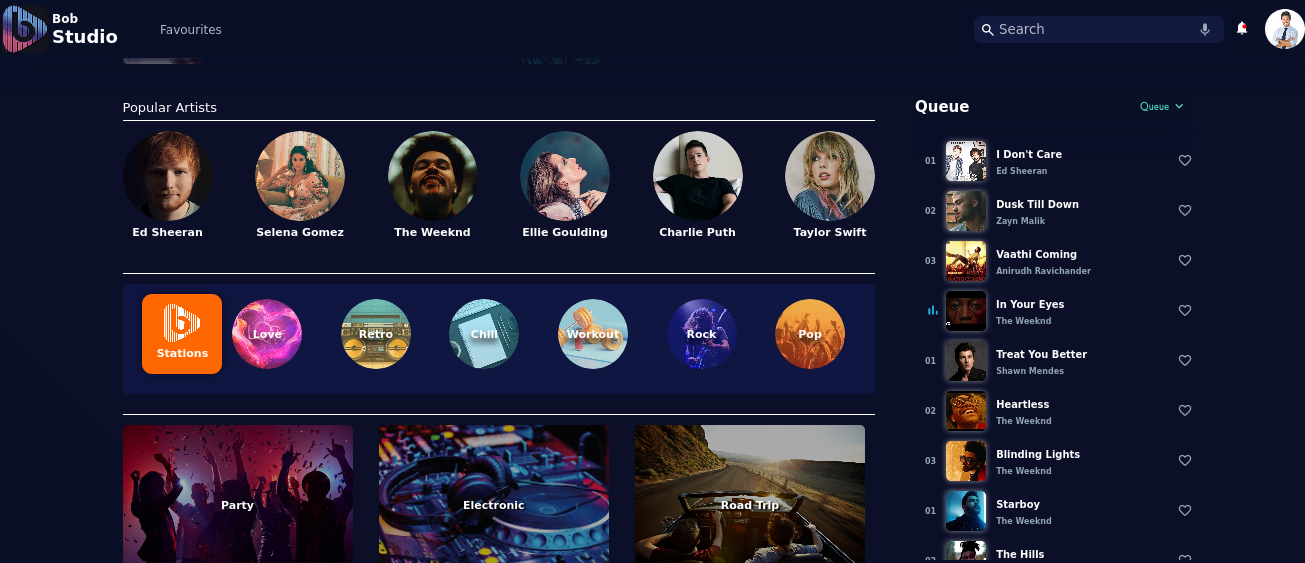 Bob
Studio
Favourites
Search
Popular Artists
Ed Sheeran
Selena Gomez
The Weeknd
Ellie Goulding
Charlie Puth
Taylor Swift
Stations
Love
Retro
Chill
Workout
Rock
Pop
Party
Electronic
Road Trip
Queue
Queue
01
I Don't Care
Ed Sheeran
02
Dusk Till Down
Zayn Malik
03
Vaathi Coming
Anirudh Ravichander
In Your Eyes
The Weeknd
01
Treat You Better
Shawn Mendes
02
Heartless
The Weeknd
03
Blinding Lights
The Weeknd
01
Starboy
The Weeknd
The Hills